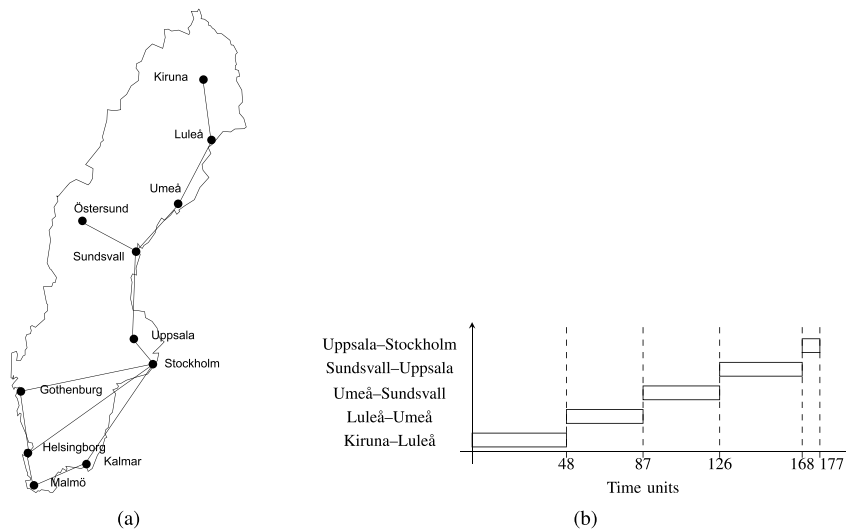 Kiruna
Luleå
Umeå
Östersund
Sundsvall
Uppsala
Stockholm
Gothenburg
Helsingborg
Kalmar
Malmö
(a)
Uppsala–Stockholm
Sundsvall–Uppsala
Umeå–Sundsvall
Luleå–Umeå
Kiruna–Luleå
48 87 126 168 177
Time units
(b)